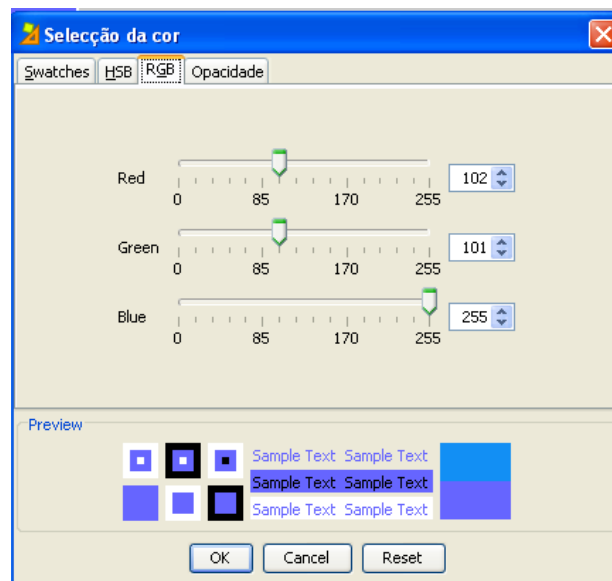 Selecção da cor
Swatches HSB RGB Opacidade
Red 102
0 85 170 255
Green 101
0 85 170 255
Blue 255
0 85 170 255
Preview
Sample Text Sample Text
Sample Text Sample Text
Sample Text Sample Text
OK Cancel Reset